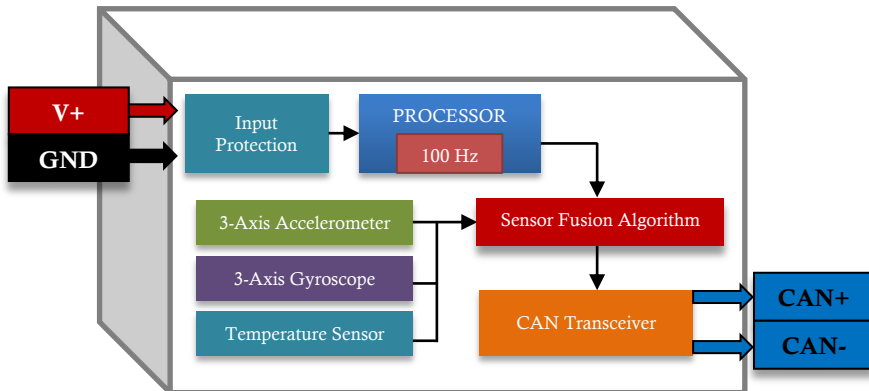 V+
GND
Input
Protection
PROCESSOR
100 Hz
3-Axis Accelerometer
Sensor Fusion Algorithm
3-Axis Gyroscope
Temperature Sensor
CAN Transceiver
CAN+
CAN-